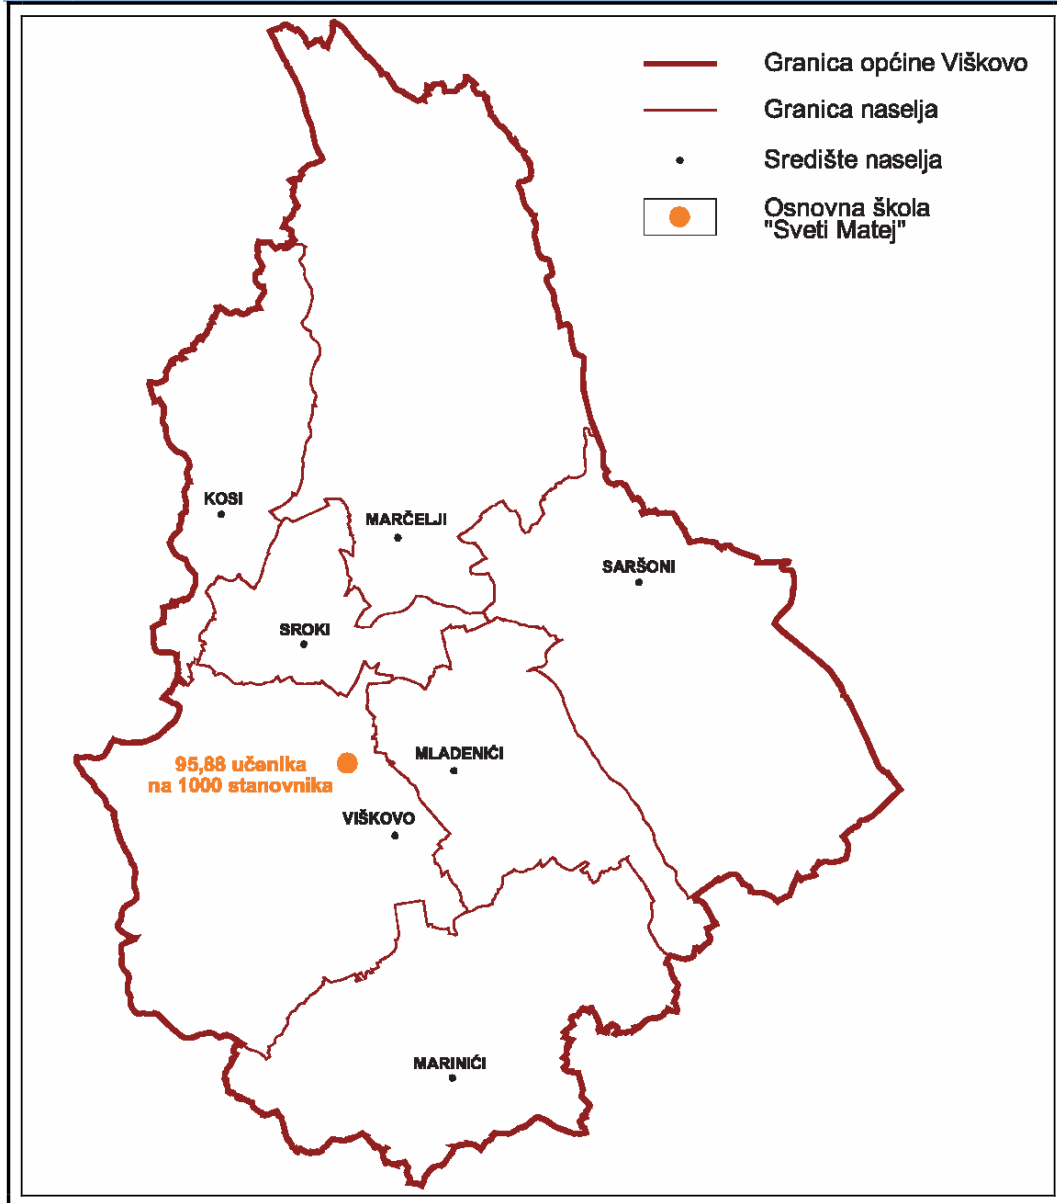 Granica općine Viškovo
Granica naselja
Središte naselja
Osnovna škola
"Sveti Matej"
KOSI
MARČELJI
SARŠONI
SROKI
MLADENIĆI
95,88 učenika
na 1000 stanovnika
VIŠKOVO
MARINIĆI